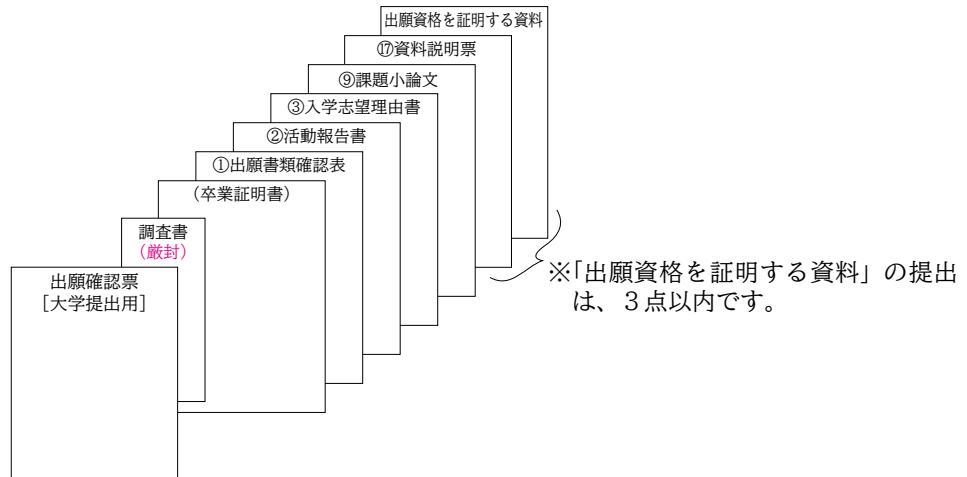 出願資格を証明する資料
⑰資料説明票
⑨課題小論文
③入学志望理由書
②活動報告書
①出願書類確認表
（卒業証明書）
調査書
（厳封）
出願確認票
［大学提出用］
※「出願資格を証明する資料」の提出
は、３点以内です。